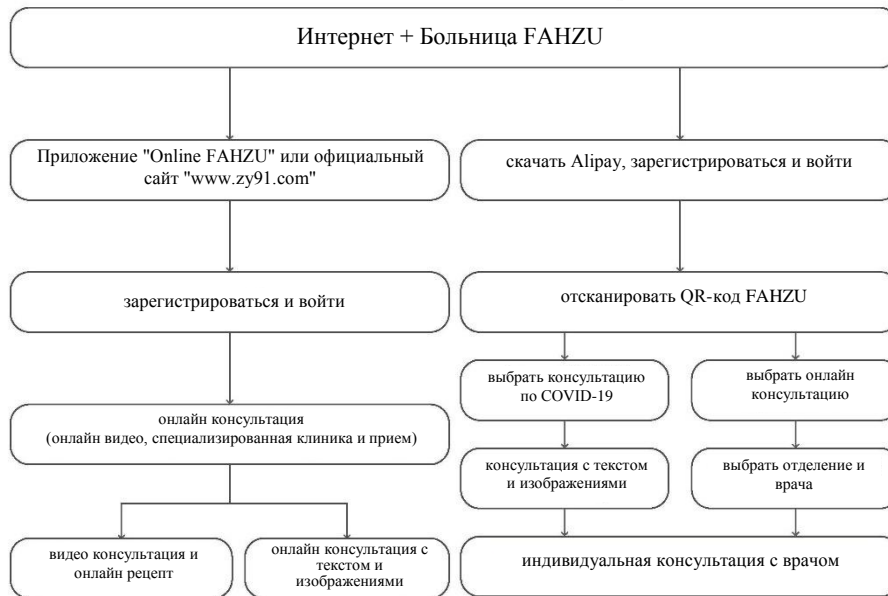 Интернет + Больница FAHZU
Приложение "Online FAHZU" или официальный
сайт "www.zy91.com"
скачать Alipay, зарегистрироваться и войти
зарегистрироваться и войти
отсканировать QR-код FAHZU
выбрать консультацию
по COVID-19
выбрать онлайн
консультацию
онлайн консультация
(онлайн видео, специализированная клиника и прием)
консультация с текстом
и изображениями
выбрать отделение и
врача
видео консультация и
онлайн рецепт
онлайн консультация с
текстом и
изображениями
индивидуальная консультация с врачом